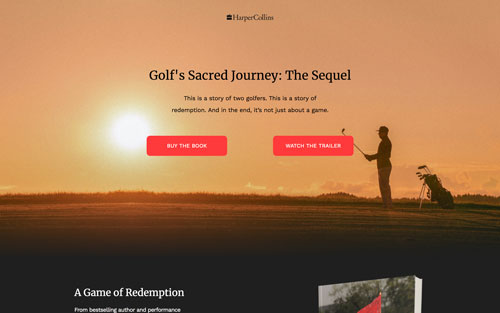 HarperCollins
Golf's Sacred Journey: The Sequel
This is a story of two golfers. This is a story of
redemption. And in the end, it's not just about a game.
BUY THE BOOK
WATCH THE TRAILER
A Game of Redemption
From bestselling author and performance